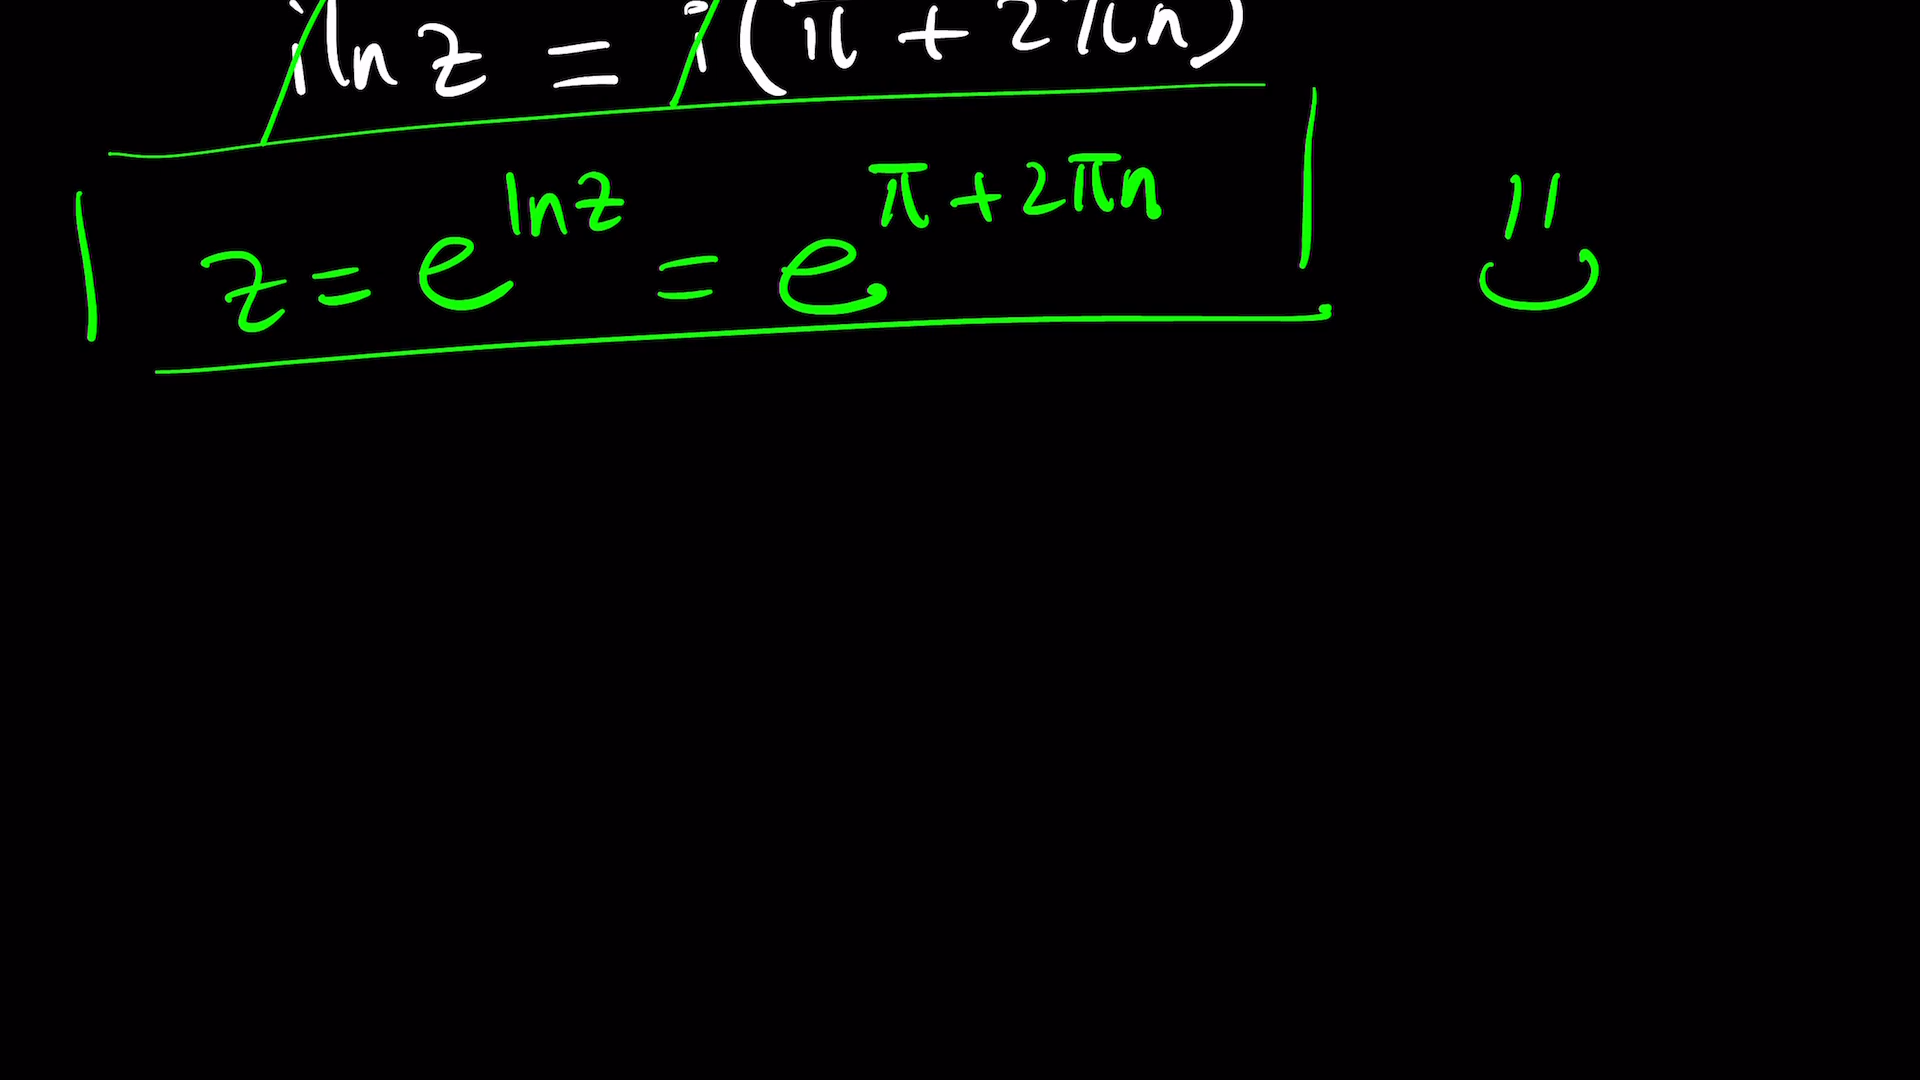 i ln z = i(π + 2πn)
z = e^{ln z} = e^{π + 2πn}